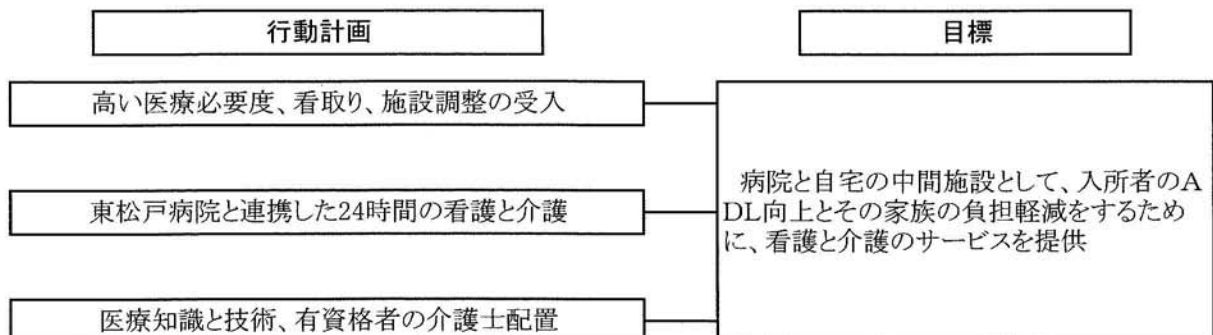 行動計画
目標
高い医療必要度、看取り、施設調整の受入
東松戸病院と連携した24時間の看護と介護
医療知識と技術、有資格者の介護士配置
病院と自宅の中間施設として、入所者のA
DL向上とその家族の負担軽減をするため
に、看護と介護のサービスを提供